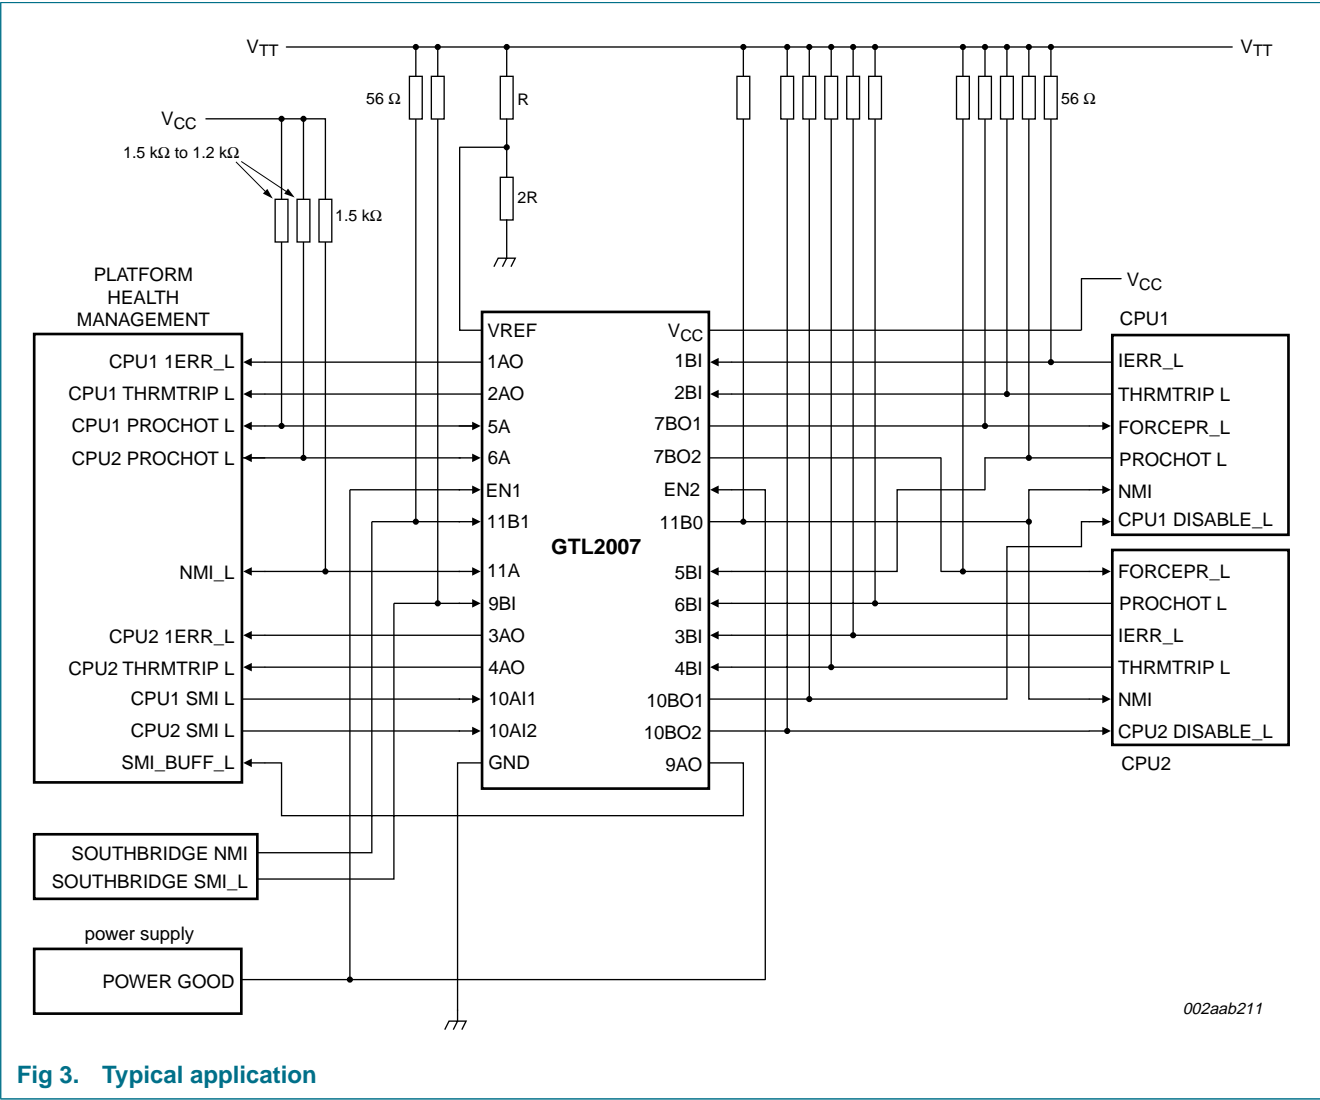 VTT
VTT
56 Ω
R
56 Ω
VCC
1.5 kΩ to 1.2 kΩ
2R
1.5 kΩ
PLATFORM
HEALTH
MANAGEMENT
VCC
CPU1
VREF
VCC
CPU1 1ERR_L
1AO
1BI
IERR_L
CPU1 THRMTRIP L
2AO
2BI
THRMTRIP L
CPU1 PROCHOT L
5A
7BO1
FORCEPR_L
CPU2 PROCHOT L
6A
7BO2
PROCHOT L
EN1
EN2
NMI
11B1
11B0
CPU1 DISABLE_L
GTL2007
NMI_L
11A
5BI
FORCEPR_L
9BI
6BI
PROCHOT L
CPU2 1ERR_L
3AO
3BI
IERR_L
CPU2 THRMTRIP L
4AO
4BI
THRMTRIP L
CPU1 SMI L
10AI1
10BO1
NMI
CPU2 SMI L
10AI2
10BO2
CPU2 DISABLE_L
SMI_BUFF_L
GND
9AO
CPU2
SOUTHBRIDGE NMI
SOUTHBRIDGE SMI_L
power supply
POWER GOOD
002aab211
Fig 3. Typical application